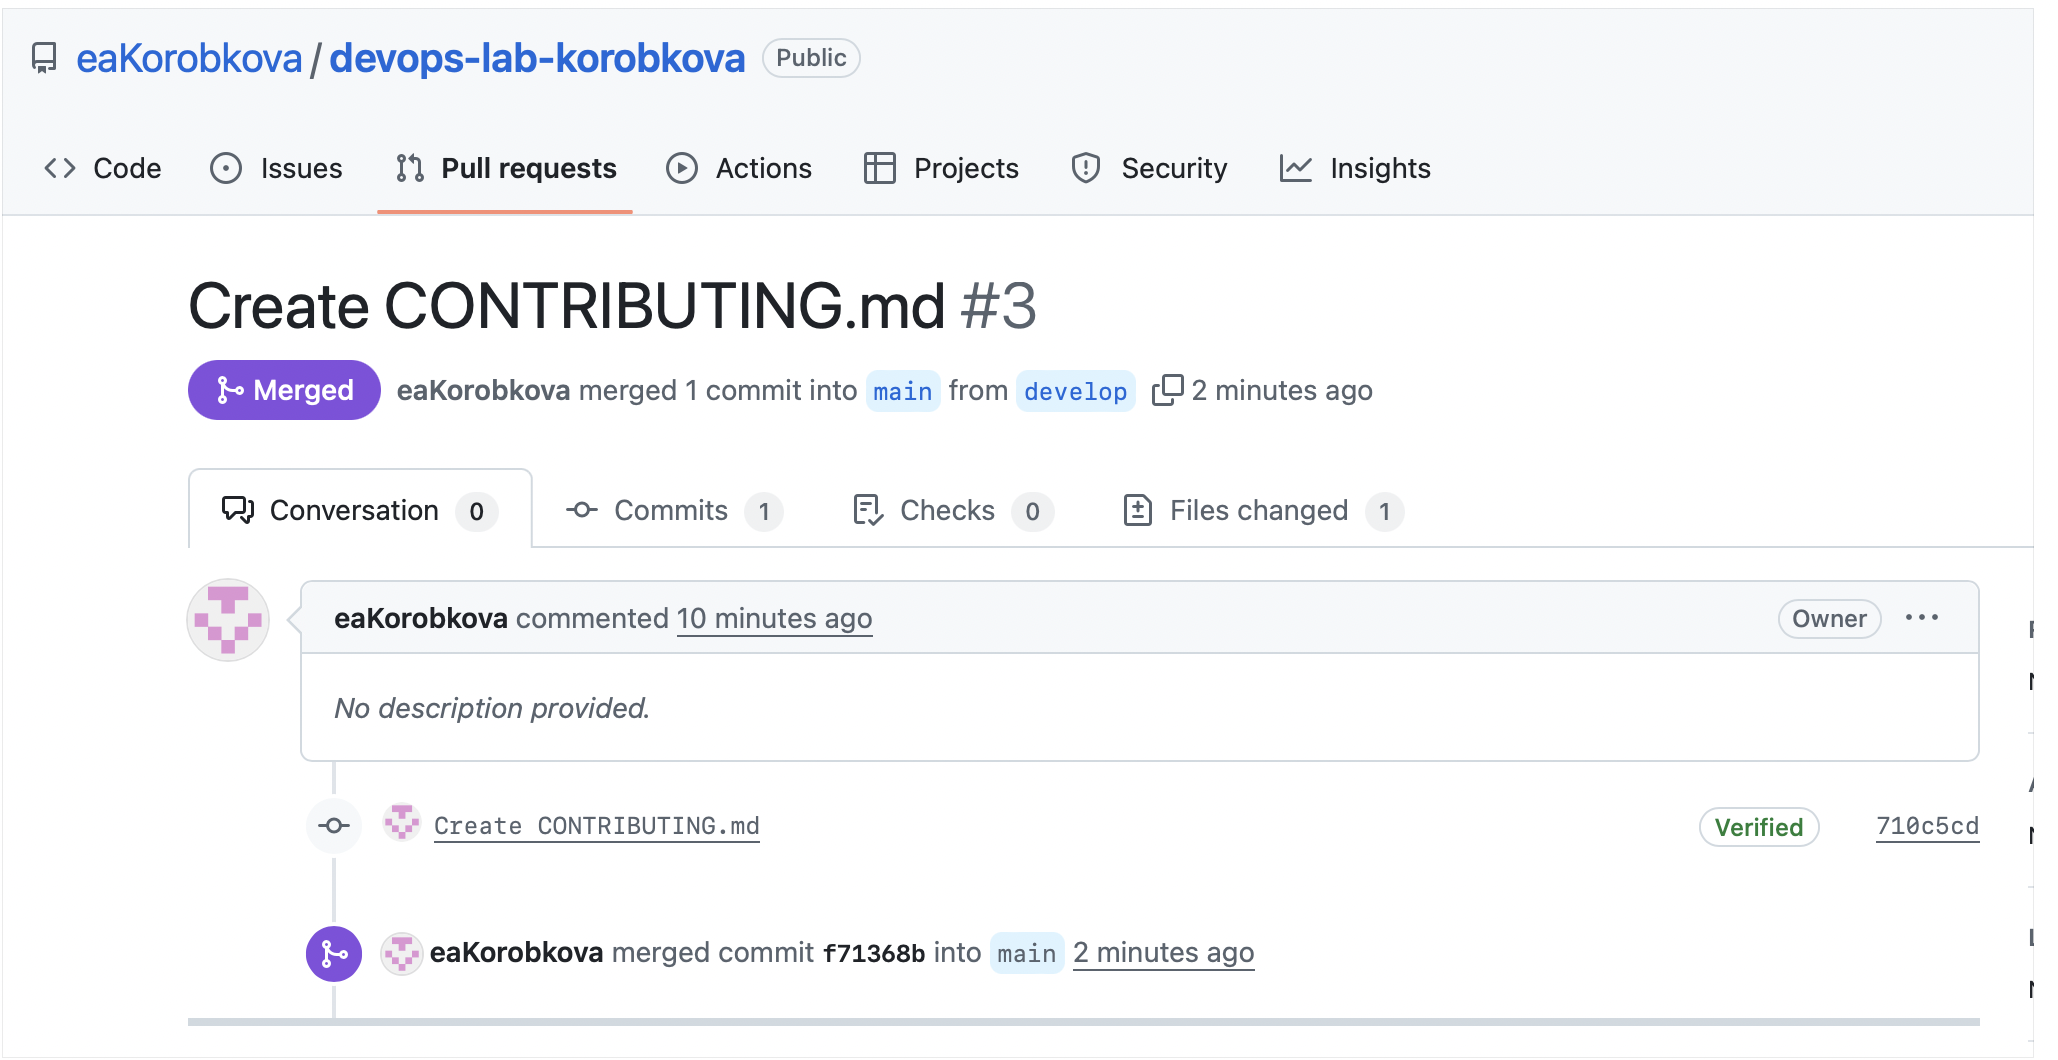 eaKorobkova / devops-lab-korobkova Public
Code Issues Pull requests Actions Projects Security Insights
Create CONTRIBUTING.md #3
Merged eaKorobkova merged 1 commit into main from develop 2 minutes ago
Conversation 0 Commits 1 Checks 0 Files changed 1
eaKorobkova commented 10 minutes ago Owner ...
No description provided.
Create CONTRIBUTING.md Verified 710c5cd
eaKorobkova merged commit f71368b into main 2 minutes ago